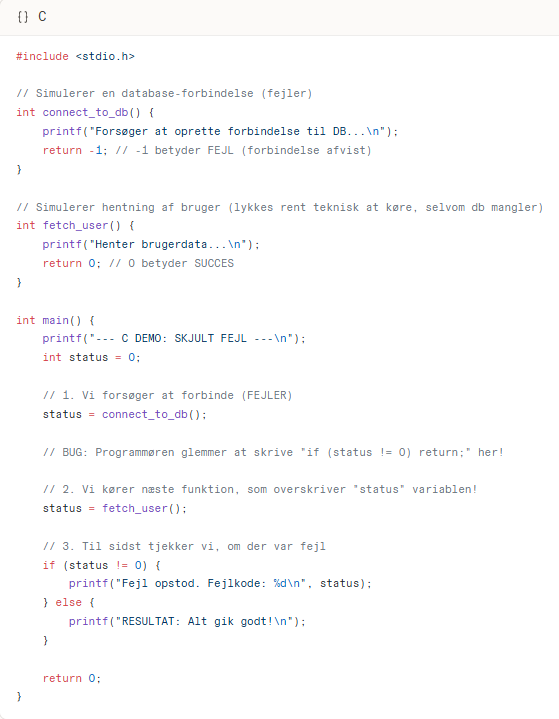 {} C
#include <stdio.h>
// Simulerer en database-forbindelse (fejler)
int connect_to_db() {
    printf("Forsøger at oprette forbindelse til DB...\n");
    return -1; // -1 betyder FEJL (forbindelse afvist)
}
// Simulerer hentning af bruger (lykkes rent teknisk at køre, selvom db mangler)
int fetch_user() {
    printf("Henter brugerdata...\n");
    return 0; // 0 betyder SUCCES
}
int main() {
    printf("--- C DEMO: SKJULT FEJL ---\n");
    int status = 0;
    // 1. Vi forsøger at forbinde (FEJLER)
    status = connect_to_db();
    // BUG: Programmøren glemmer at skrive "if (status != 0) return;" her!
    // 2. Vi kører næste funktion, som overskriver "status" variablen!
    status = fetch_user();
    // 3. Til sidst tjekker vi, om der var fejl
    if (status != 0) {
        printf("Fejl opstod. Fejlkode: %d\n", status);
    } else {
        printf("RESULTAT: Alt gik godt!\n");
    }
    return 0;
}